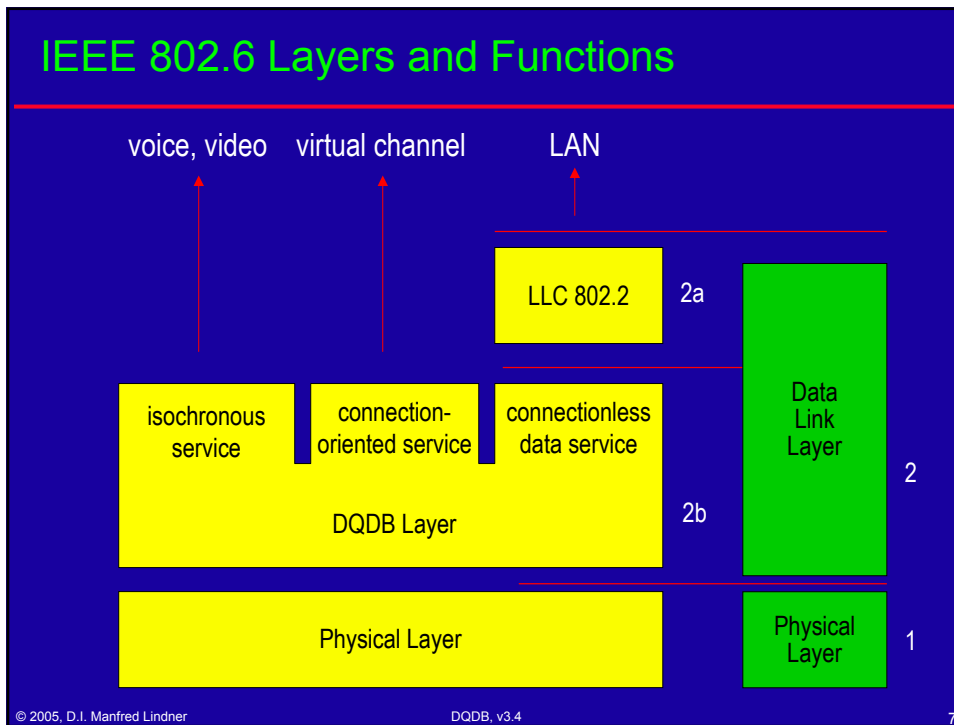 IEEE 802.6 Layers and Functions
voice, video
virtual channel
LAN
LLC 802.2
2a
isochronous
service
connection-
oriented service
connectionless
data service
DQDB Layer
2b
Data
Link
Layer
2
Physical Layer
Physical
Layer
1
© 2005, D.I. Manfred Lindner
DQDB, v3.4
7